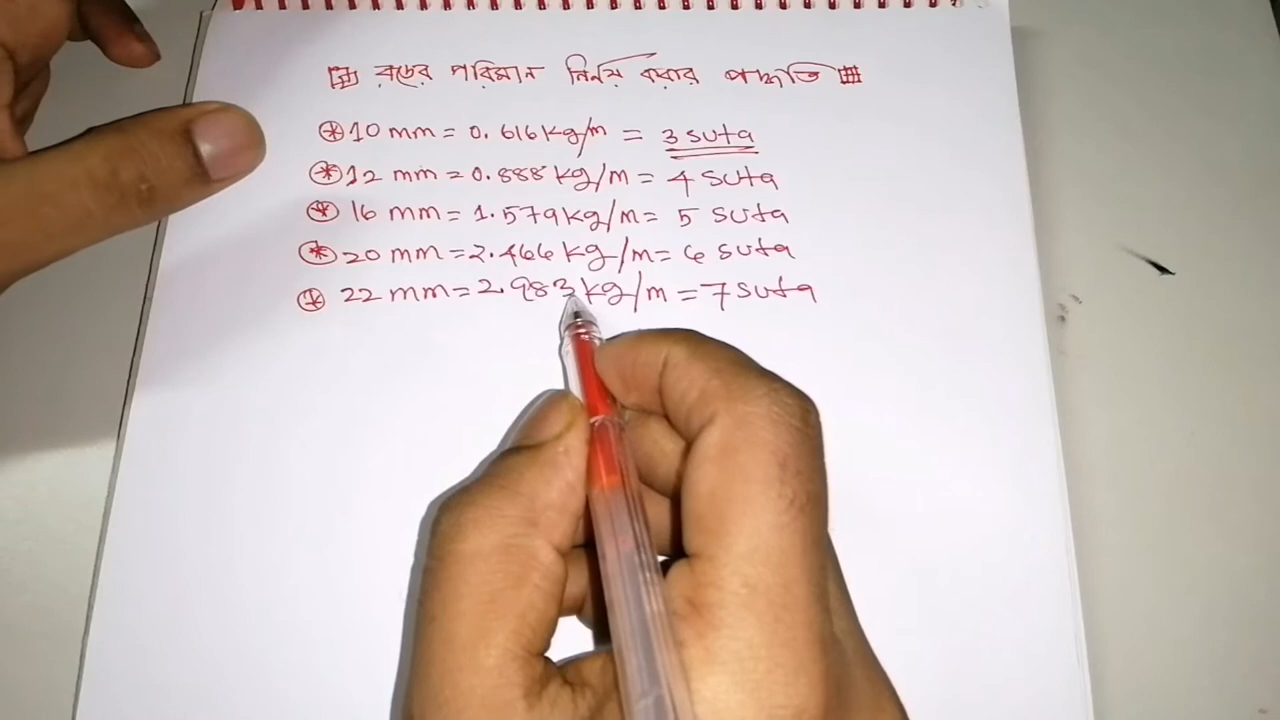 রডের পরিমান নির্নয় করার পদ্ধতি
10 mm = 0.616 kg/m = 3 suta
12 mm = 0.888 kg/m = 4 suta
16 mm = 1.579 kg/m = 5 suta
20 mm = 2.466 kg/m = 6 suta
22 mm = 2.983 kg/m = 7 suta